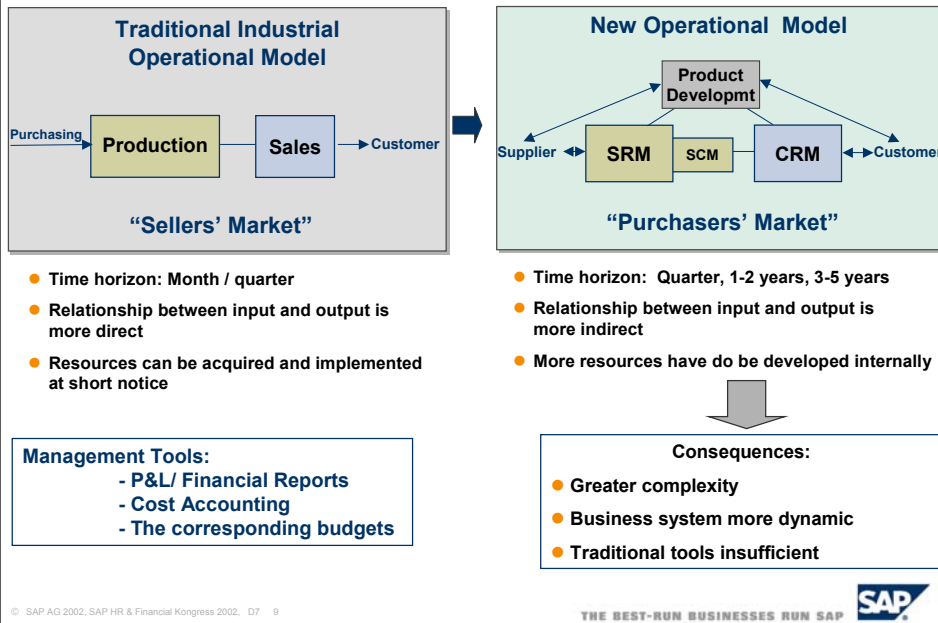 Traditional Industrial
Operational Model
Purchasing
Production
Sales
Customer
“Sellers’ Market”
● Time horizon: Month / quarter
● Relationship between input and output is
more direct
● Resources can be acquired and implemented
at short notice
Management Tools:
- P&L/ Financial Reports
- Cost Accounting
- The corresponding budgets
New Operational Model
Product
Developmt
Supplier
SRM
SCM
CRM
Customer
“Purchasers’ Market”
● Time horizon: Quarter, 1-2 years, 3-5 years
● Relationship between input and output is
more indirect
● More resources have do be developed internally
Consequences:
● Greater complexity
● Business system more dynamic
● Traditional tools insufficient
© SAP AG 2002, SAP HR & Financial Kongress 2002, D7 9
THE BEST-RUN BUSINESSES RUN SAP
SAP